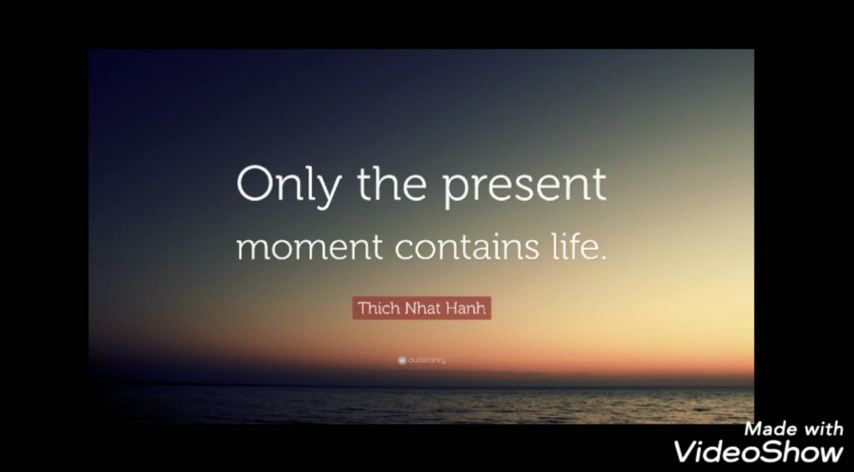 Only the present
moment contains life.
Thich Nhat Hanh
Made with
VideoShow